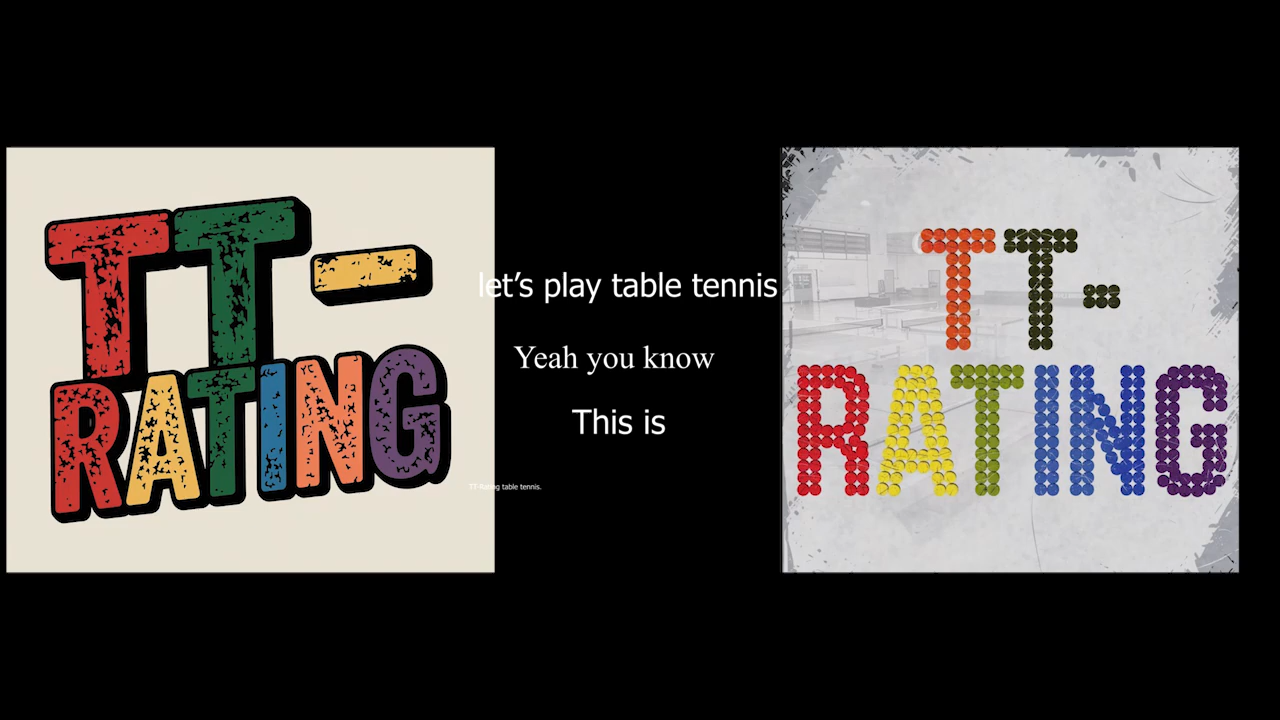 TT-
RATING
let’s play table tennis
Yeah you know
This is
TT-Rating table tennis.
TT-
RATING